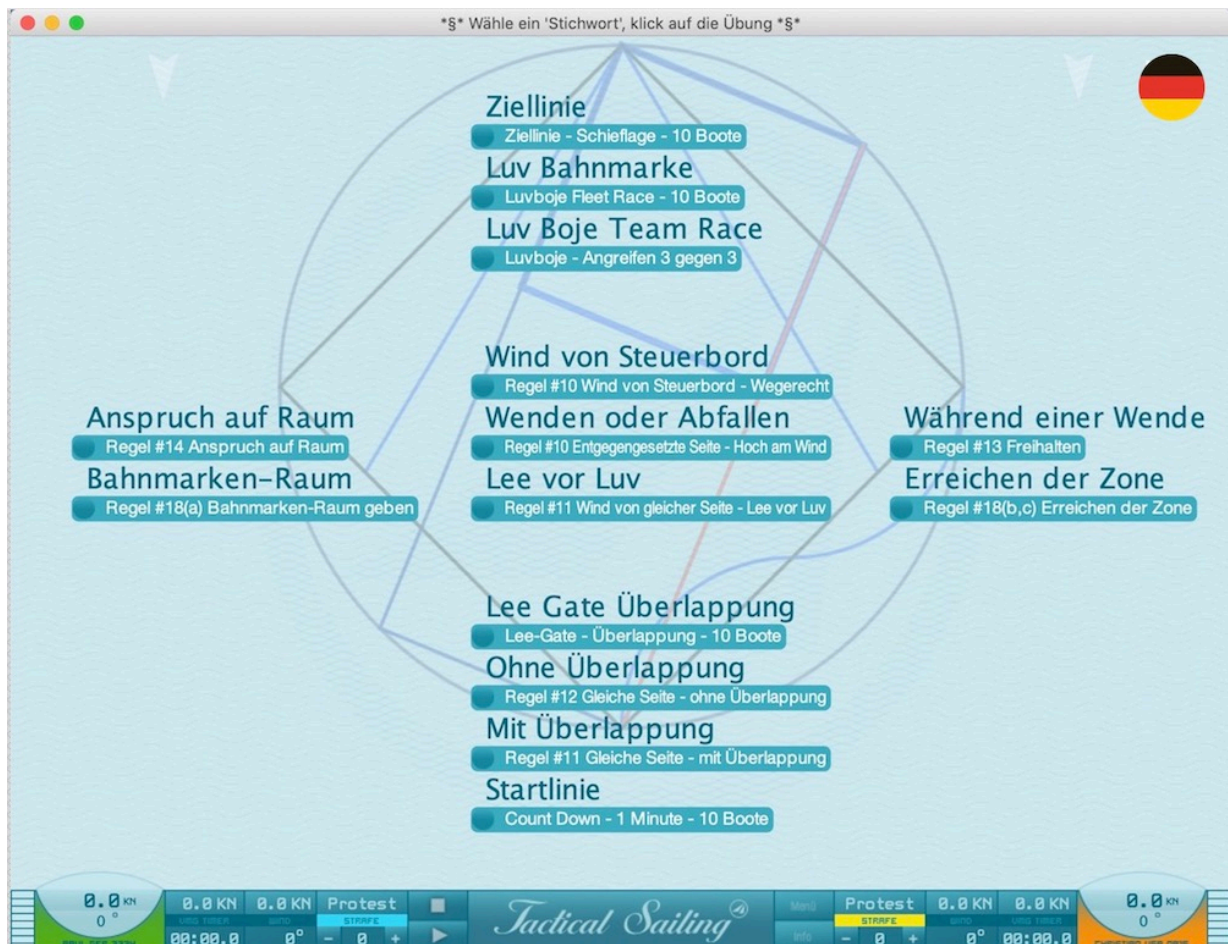 *§* Wähle ein 'Stichwort', klick auf die Übung *§*
Ziellinie
Ziellinie - Schieflage - 10 Boote
Luv Bahnmarke
Luvboje Fleet Race - 10 Boote
Luv Boje Team Race
Luvboje - Angreifen 3 gegen 3
Wind von Steuerbord
Regel #10 Wind von Steuerbord - Wegerecht
Anspruch auf Raum
Regel #14 Anspruch auf Raum
Wenden oder Abfallen
Regel #10 Entgegengesetzte Seite - Hoch am Wind
Während einer Wende
Regel #13 Freihalten
Bahnmarken-Raum
Regel #18(a) Bahnmarken-Raum geben
Lee vor Luv
Regel #11 Wind von gleicher Seite - Lee vor Luv
Erreichen der Zone
Regel #18(b,c) Erreichen der Zone
Lee Gate Überlappung
Lee-Gate - Überlappung - 10 Boote
Ohne Überlappung
Regel #12 Gleiche Seite - ohne Überlappung
Mit Überlappung
Regel #11 Gleiche Seite - mit Überlappung
Startlinie
Count Down - 1 Minute - 10 Boote
0.0 KN
0°
0.0 KN
VMG TIMER
00:00.0
0.0 KN
WIND
0°
Protest
STRAFE
- 0 +
Tactical Sailing
Menü
Info
Protest
STRAFE
- 0 +
0.0 KN
WIND
0°
0.0 KN
VMG TIMER
00:00.0
0.0 KN
0°